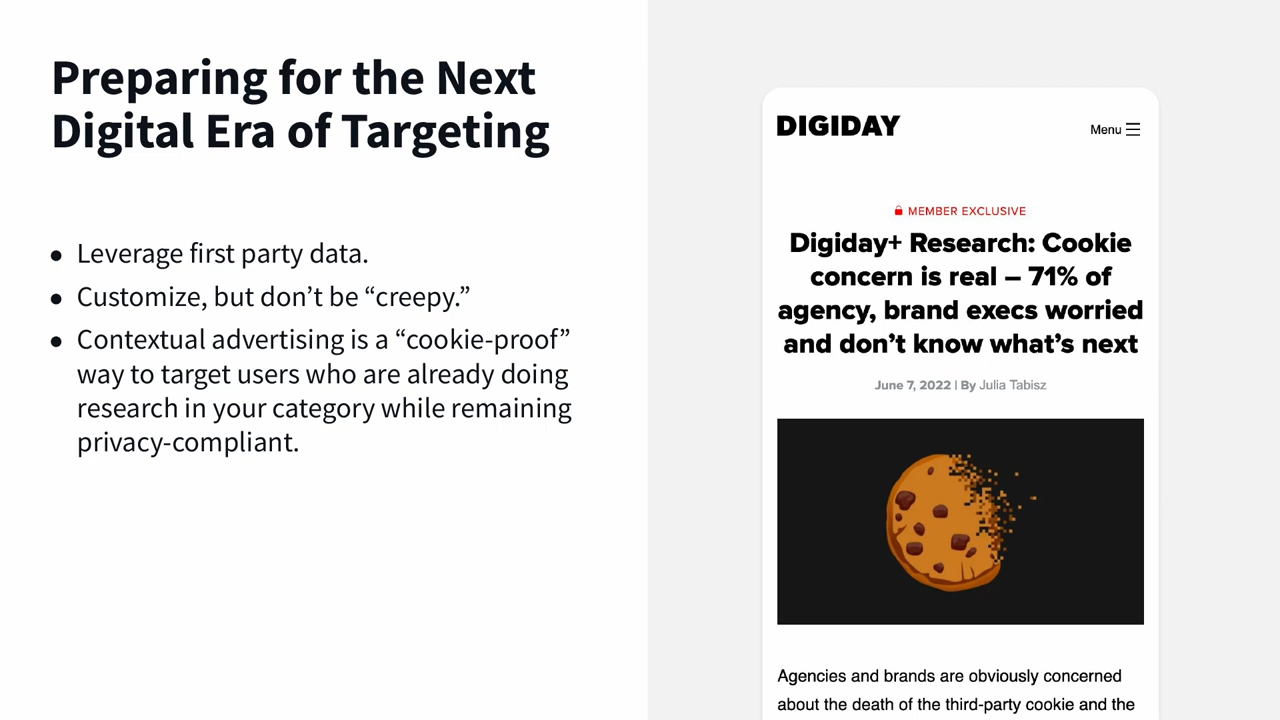 Preparing for the Next
Digital Era of Targeting
• Leverage first party data.
• Customize, but don’t be “creepy.”
• Contextual advertising is a “cookie-proof”
way to target users who are already doing
research in your category while remaining
privacy-compliant.
DIGIDAY
Menu
MEMBER EXCLUSIVE
Digiday+ Research: Cookie
concern is real – 71% of
agency, brand execs worried
and don’t know what’s next
June 7, 2022 | By Julia Tabisz
Agencies and brands are obviously concerned
about the death of the third-party cookie and the